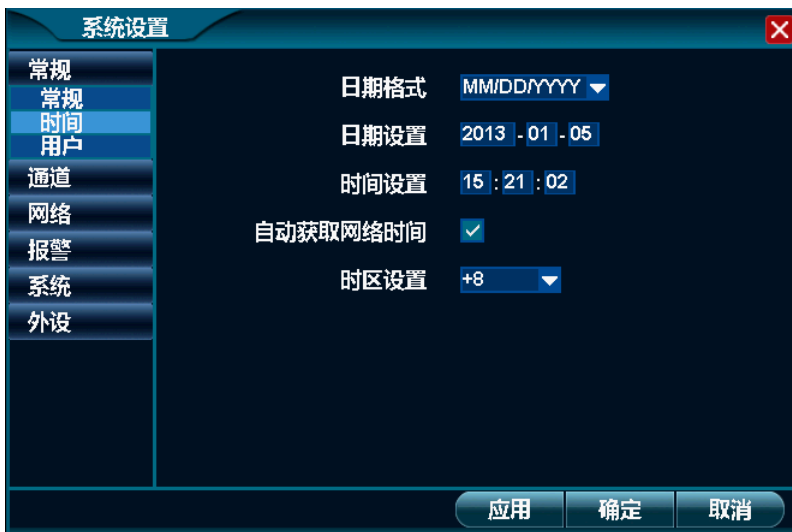 系统设置
常规
常规
时间
用户
通道
网络
报警
系统
外设
日期格式 MM/DD/YYYY
日期设置 2013 - 01 - 05
时间设置 15 : 21 : 02
自动获取网络时间
时区设置 +8
应用 确定 取消